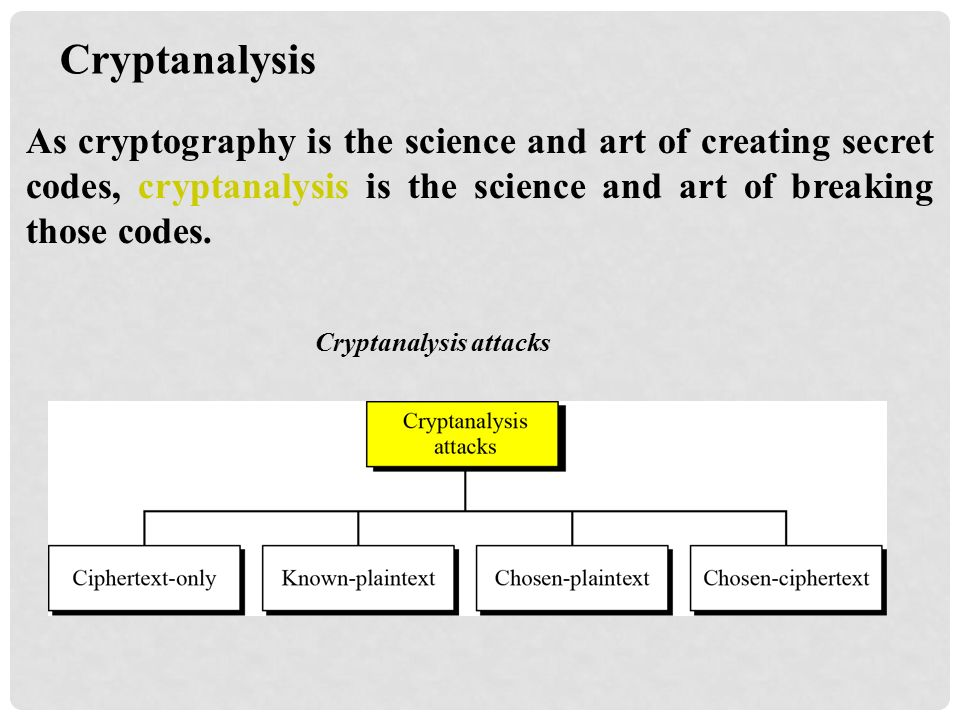 Cryptanalysis
As cryptography is the science and art of creating secret
codes, cryptanalysis is the science and art of breaking
those codes.
Cryptanalysis attacks
Cryptanalysis
attacks
Ciphertext-only
Known-plaintext
Chosen-plaintext
Chosen-ciphertext